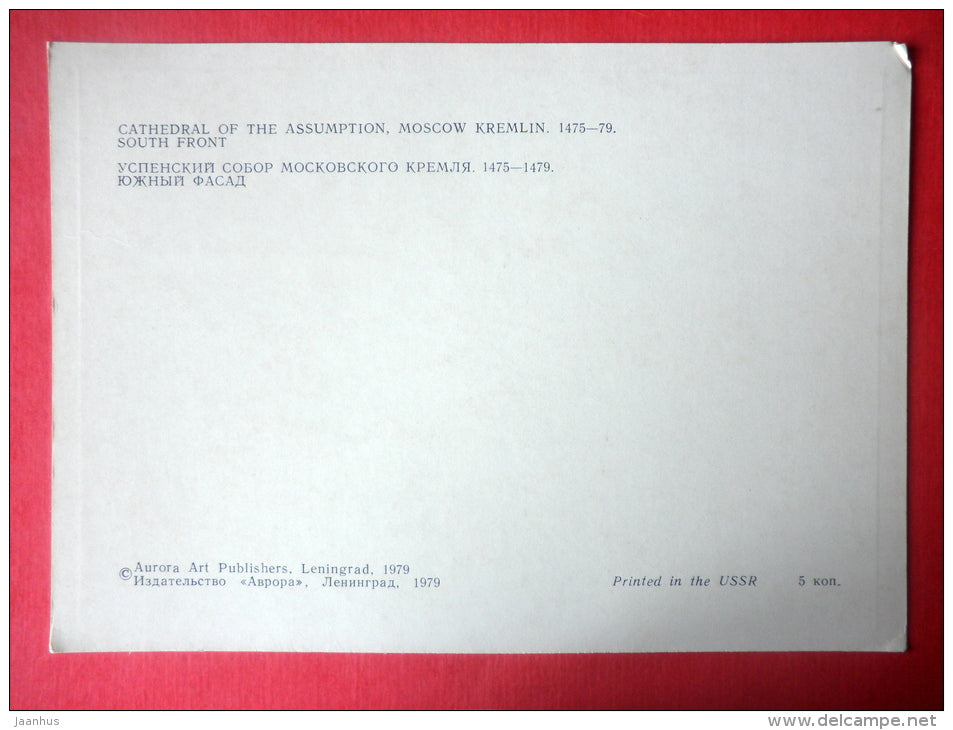 CATHEDRAL OF THE ASSUMPTION, MOSCOW KREMLIN. 1475—79.
SOUTH FRONT
УСПЕНСКИЙ СОБОР МОСКОВСКОГО КРЕМЛЯ. 1475—1479.
ЮЖНЫЙ ФАСАД
© Aurora Art Publishers, Leningrad, 1979
Издательство «Аврора», Ленинград, 1979
Printed in the USSR 5 коп.
Jaanhus
www.delcampe.net